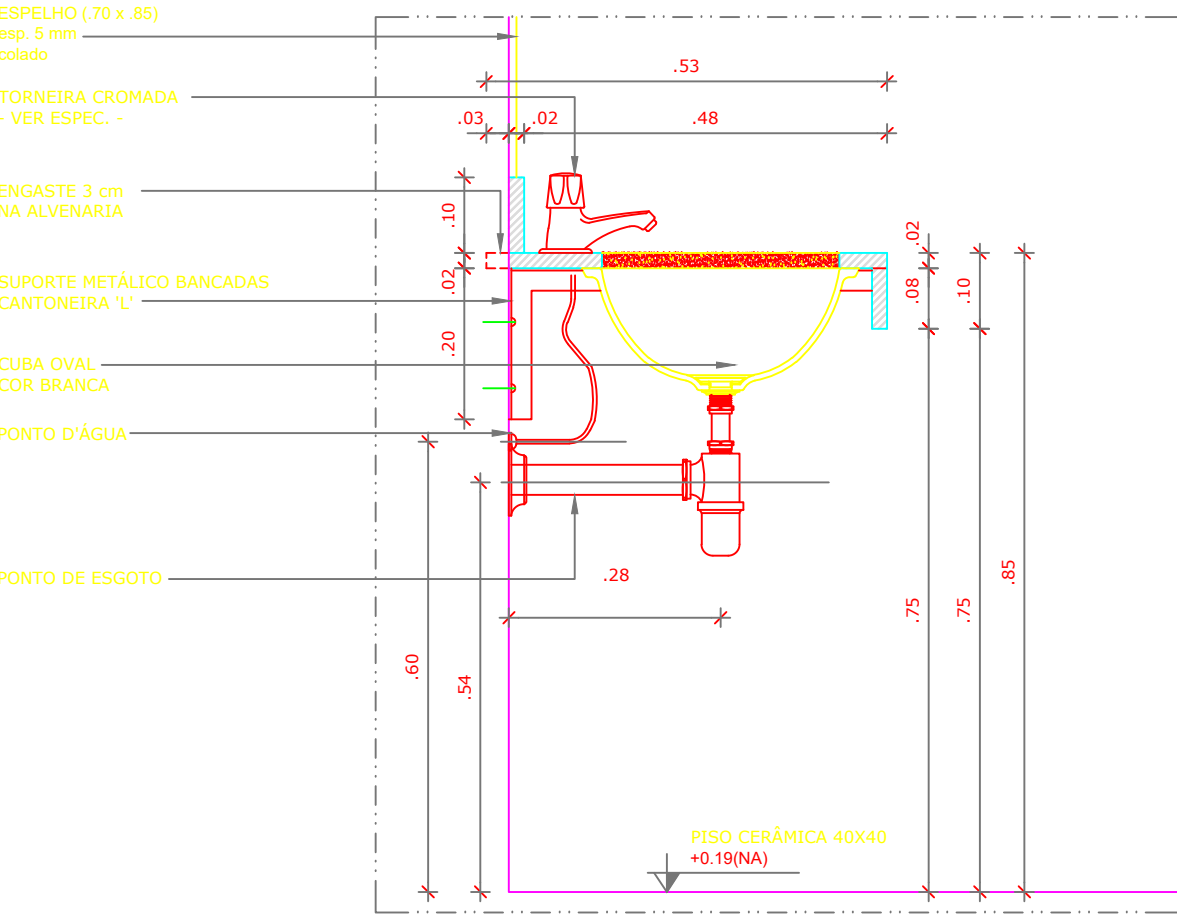 ESPELHO (.70 x .85)
esp. 5 mm
colado
TORNEIRA CROMADA
- VER ESPEC. -
ENGASTE 3 cm
NA ALVENARIA
SUPORTE METÁLICO BANCADAS
CANTONEIRA 'L'
CUBA OVAL
COR BRANCA
PONTO D'ÁGUA
PONTO DE ESGOTO
.53
.03
.02
.48
.10
.02
.20
.02
.08
.10
.28
.60
.54
.75
.75
.85
PISO CERÂMICA 40X40
+0.19(NA)